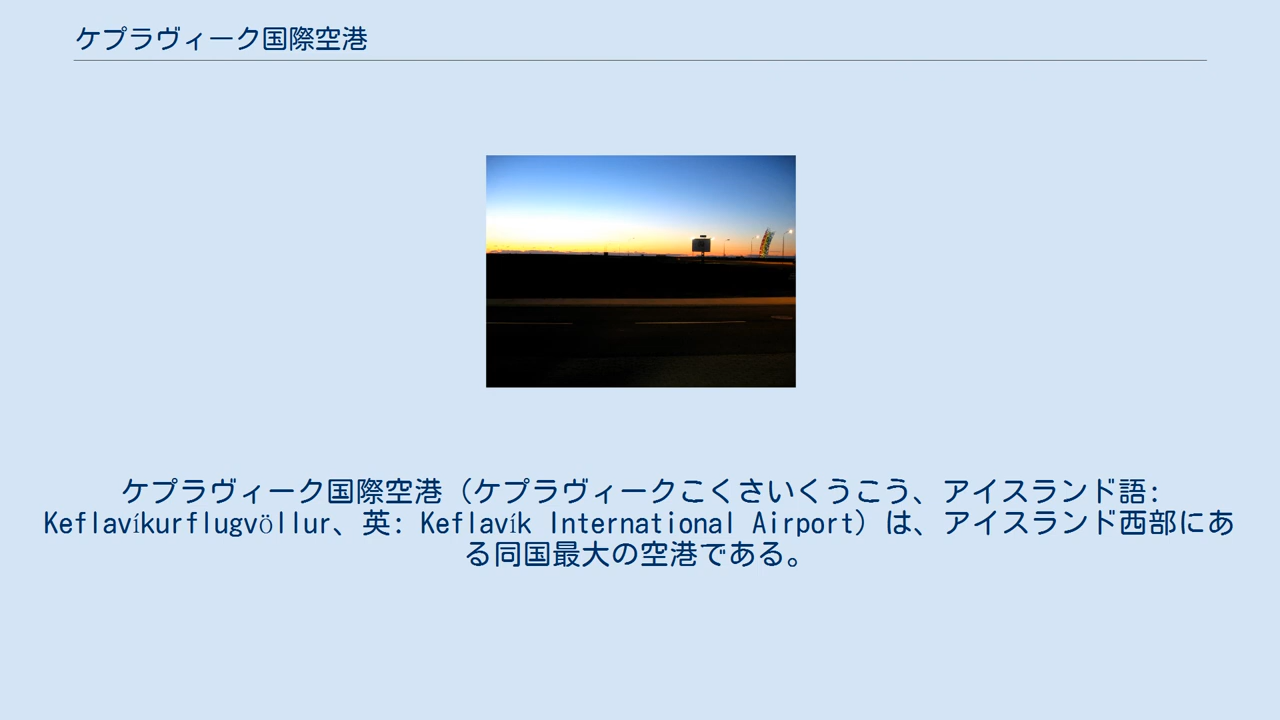 ケプラヴィーク国際空港
ケプラヴィーク国際空港（ケプラヴィークこくさいくうこう、アイスランド語:
Keflavíkurflugvöllur、英: Keflavík International Airport）は、アイスランド西部にあ
る同国最大の空港である。